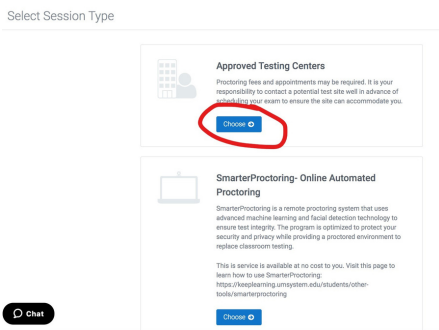 Select Session Type
Approved Testing Centers
Proctoring fees and appointments may be required. It is your
responsibility to contact a potential test site well in advance of
scheduling your exam to ensure the site can accommodate you.
Choose
SmarterProctoring- Online Automated
Proctoring
SmarterProctoring is a remote proctoring system that uses
advanced machine learning and facial detection technology to
ensure test integrity. The program is optimized to protect your
security and privacy while providing a proctored environment to
replace classroom testing.
This is service is available at no cost to you. Visit this page to
learn how to use SmarterProctoring:
https://keeplearning.umsystem.edu/students/other-
tools/smarterproctoring
Chat
Choose